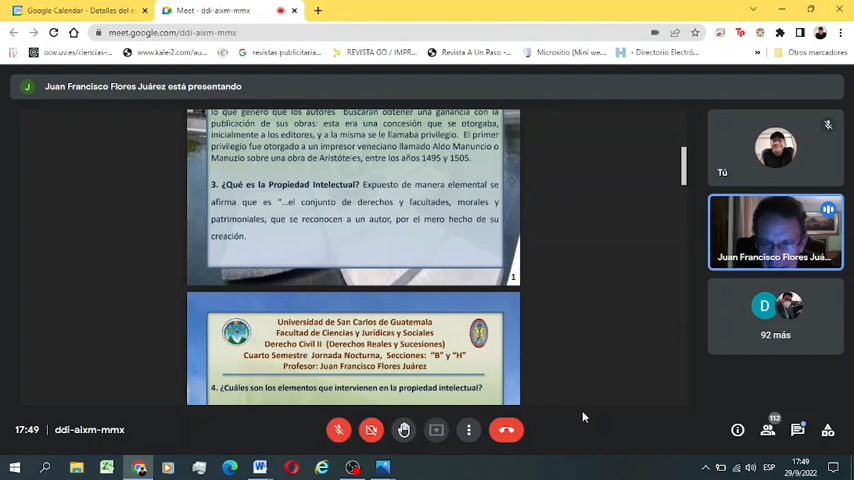 Google Calendar - Detalles del e
Meet - ddi-aixm-mmx
meet.google.com/ddi-aixm-mmx
ocw.uv.es/ciencias-...
www.kalei2.com/au...
revistas publicitaria...
REVISTA GO / IMPR...
Revista A Un Paso -...
Micrositio (Mini we...
- Directorio Electró...
Otros marcadores
J
Juan Francisco Flores Juárez está presentando
lo que generó que los autores buscaran obtener una ganancia con la
publicación de sus obras: esta era una concesión que se otorgaba,
inicialmente a los editores, y a la misma se le llamaba privilegio. El primer
privilegio fue otorgado a un impresor veneciano llamado Aldo Manuncio o
Manuzio sobre una obra de Aristóteles, entre los años 1495 y 1505.
3. ¿Qué es la Propiedad Intelectual? Expuesto de manera elemental se
afirma que es "...el conjunto de derechos y facultades, morales y
patrimoniales, que se reconocen a un autor, por el mero hecho de su
creación.
1
Universidad de San Carlos de Guatemala
Facultad de Ciencias y Jurídicas y Sociales
Derecho Civil II (Derechos Reales y Sucesiones)
Cuarto Semestre Jornada Nocturna, Secciones: "B" y "H"
Profesor: Juan Francisco Flores Juárez
4. ¿Cuáles son los elementos que intervienen en la propiedad intelectual?
Tú
Juan Francisco Flores Juá...
D
92 más
17:49
ddi-aixm-mmx
112
ESP
17:49
29/9/2022